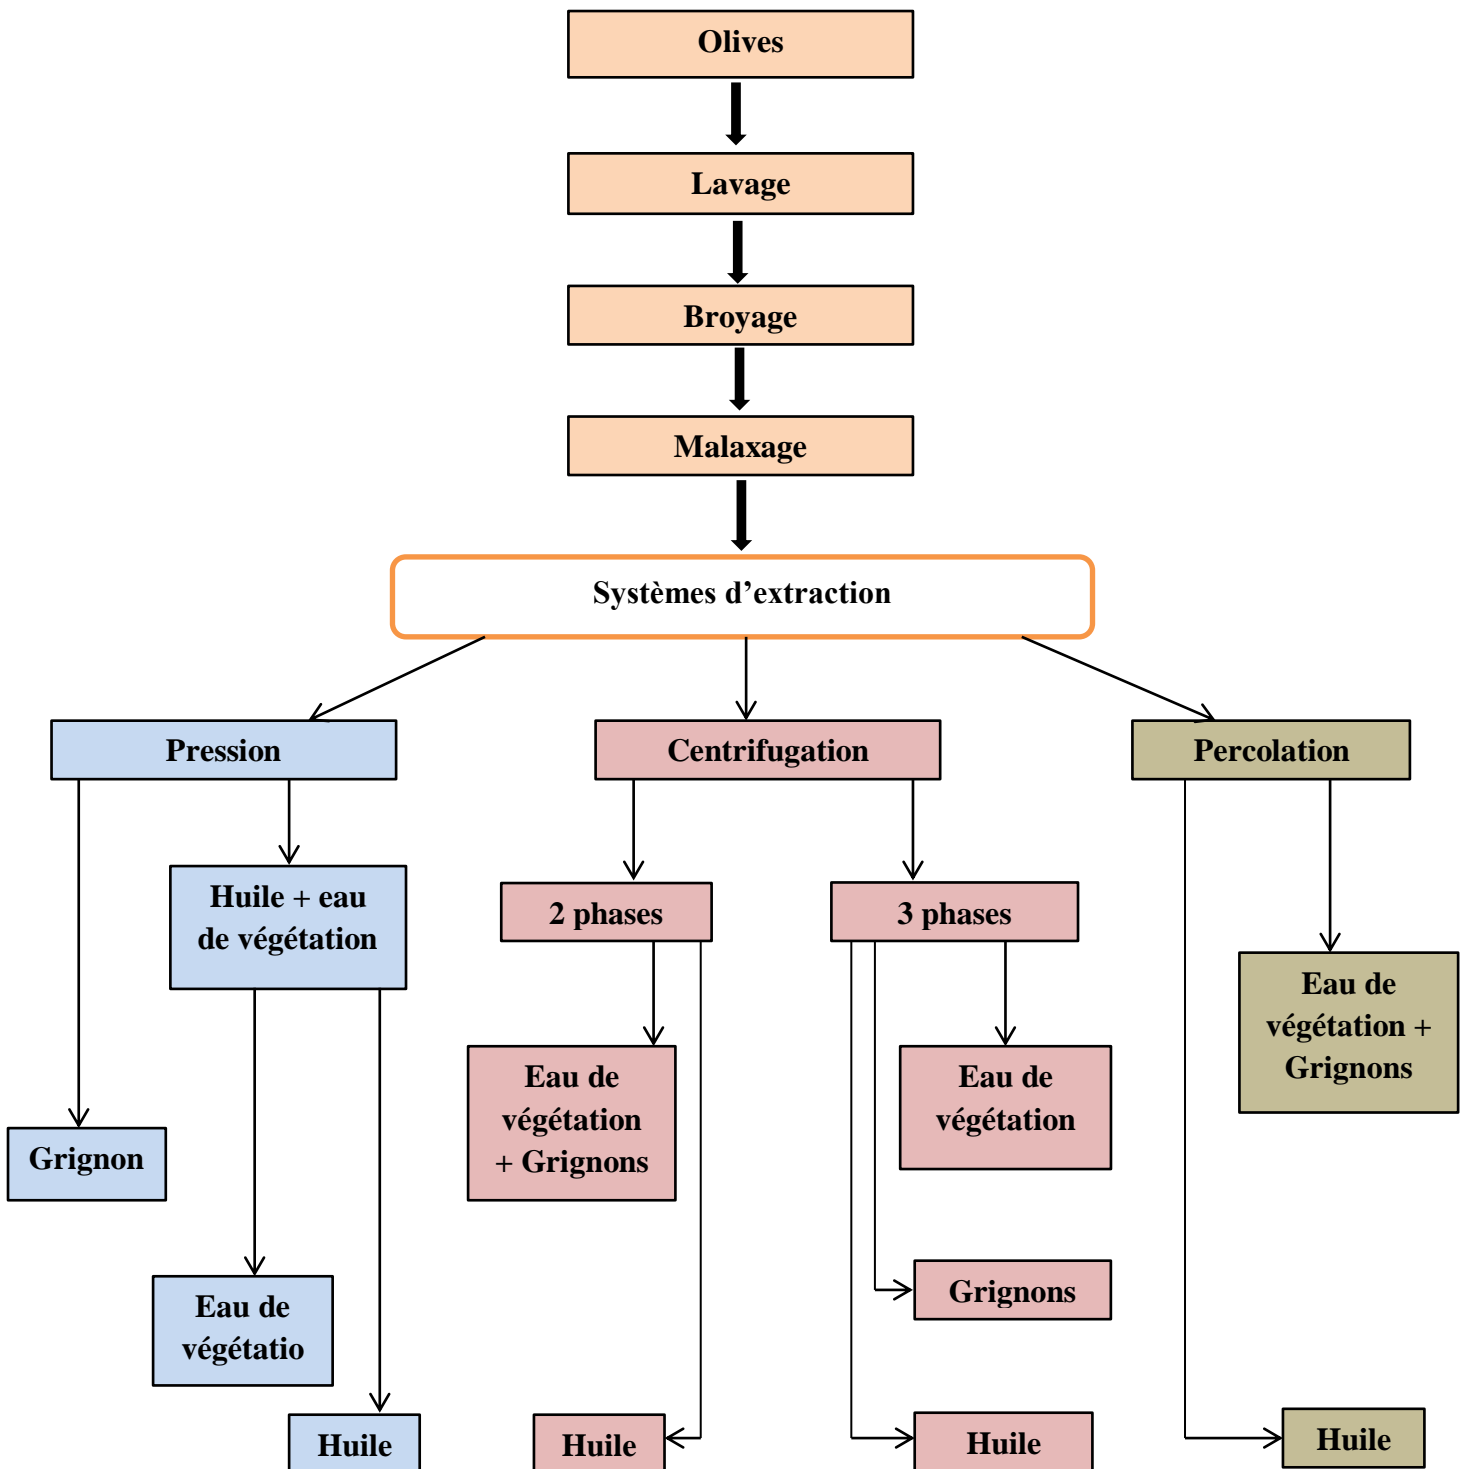 Olives
Lavage
Broyage
Malaxage
Systèmes d’extraction
Pression
Centrifugation
Percolation
Huile + eau
de végétation
2 phases
3 phases
Eau de
végétation +
Grignons
Eau de
végétation
+ Grignons
Eau de
végétation
Grignon
Grignons
Eau de
végétatio
Huile
Huile
Huile
Huile